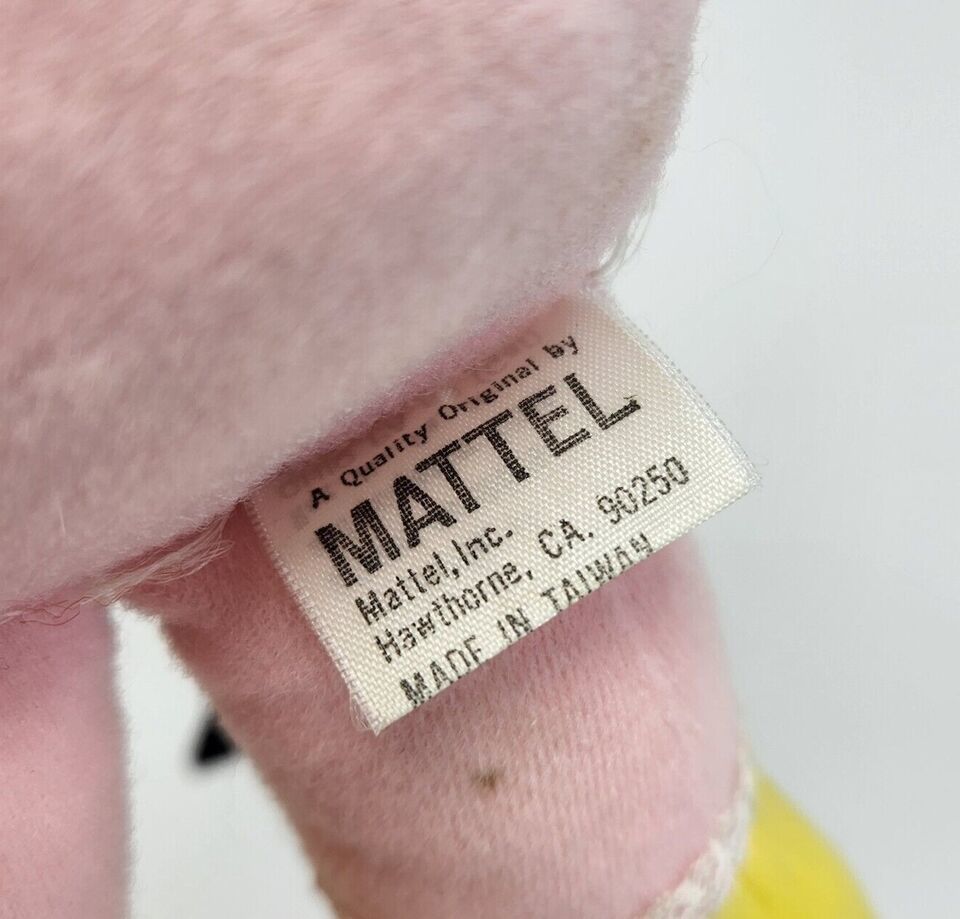 A Quality Original by
MATTEL
Mattel, Inc.
Hawthorne, CA. 90250
MADE IN TAIWAN